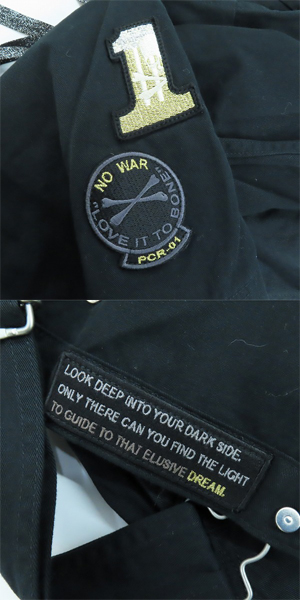 #1
NO WAR
"LOVE IT TO BONE"
PCR-01
LOOK DEEP INTO YOUR DARK SIDE.
ONLY THERE CAN YOU FIND THE LIGHT
TO GUIDE TO THAT ELUSIVE DREAM.